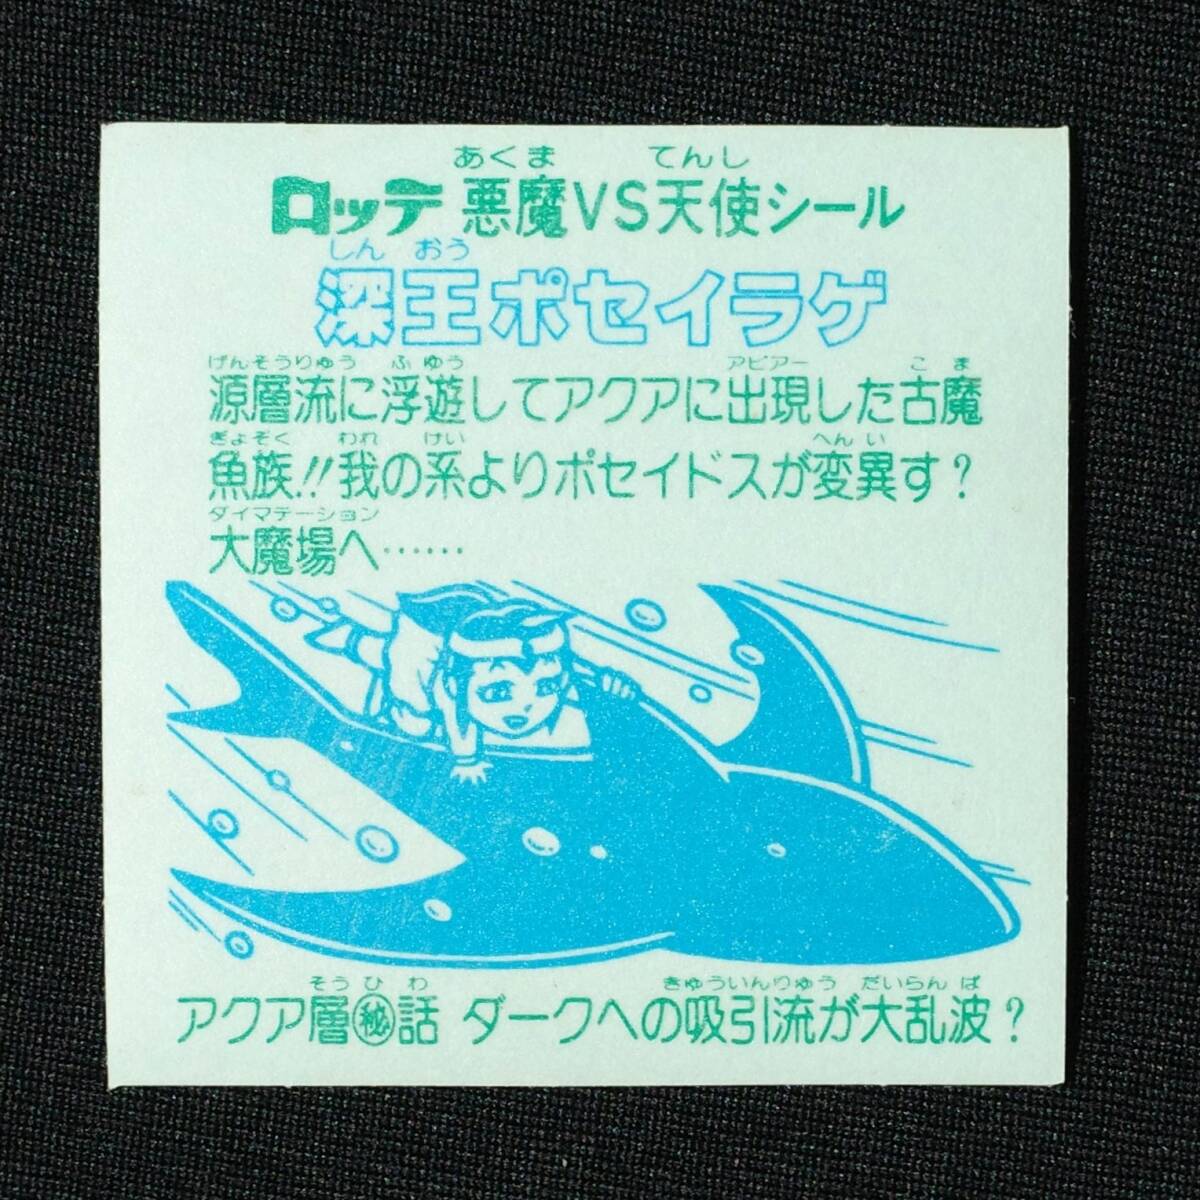 あくま てんし
ロッテ 悪魔VS天使シール
しん おう
深王ポセイラゲ
げんそうりゅう ふゆう アピアー こま
源層流に浮遊してアクアに出現した古魔
ぎょぞく われ けい へんい
魚族!!我の系よりポセイドスが変異す?
ダイマテーション
大魔場へ……
そうひわ きゅういんりゅう だいらんぱ
アクア層㊙話 ダークへの吸引流が大乱波?